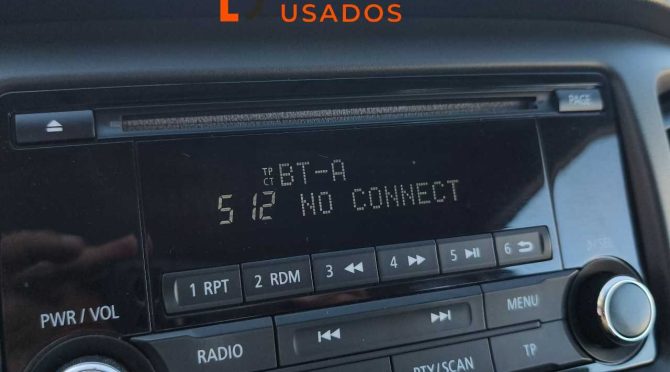 USADOS
PAGE
TP BT-A
CT
5 12 NO CONNECT
1 RPT 2 RDM 3 4 5 6
PWR / VOL
RADIO
MENU
PTY/SCAN
TP